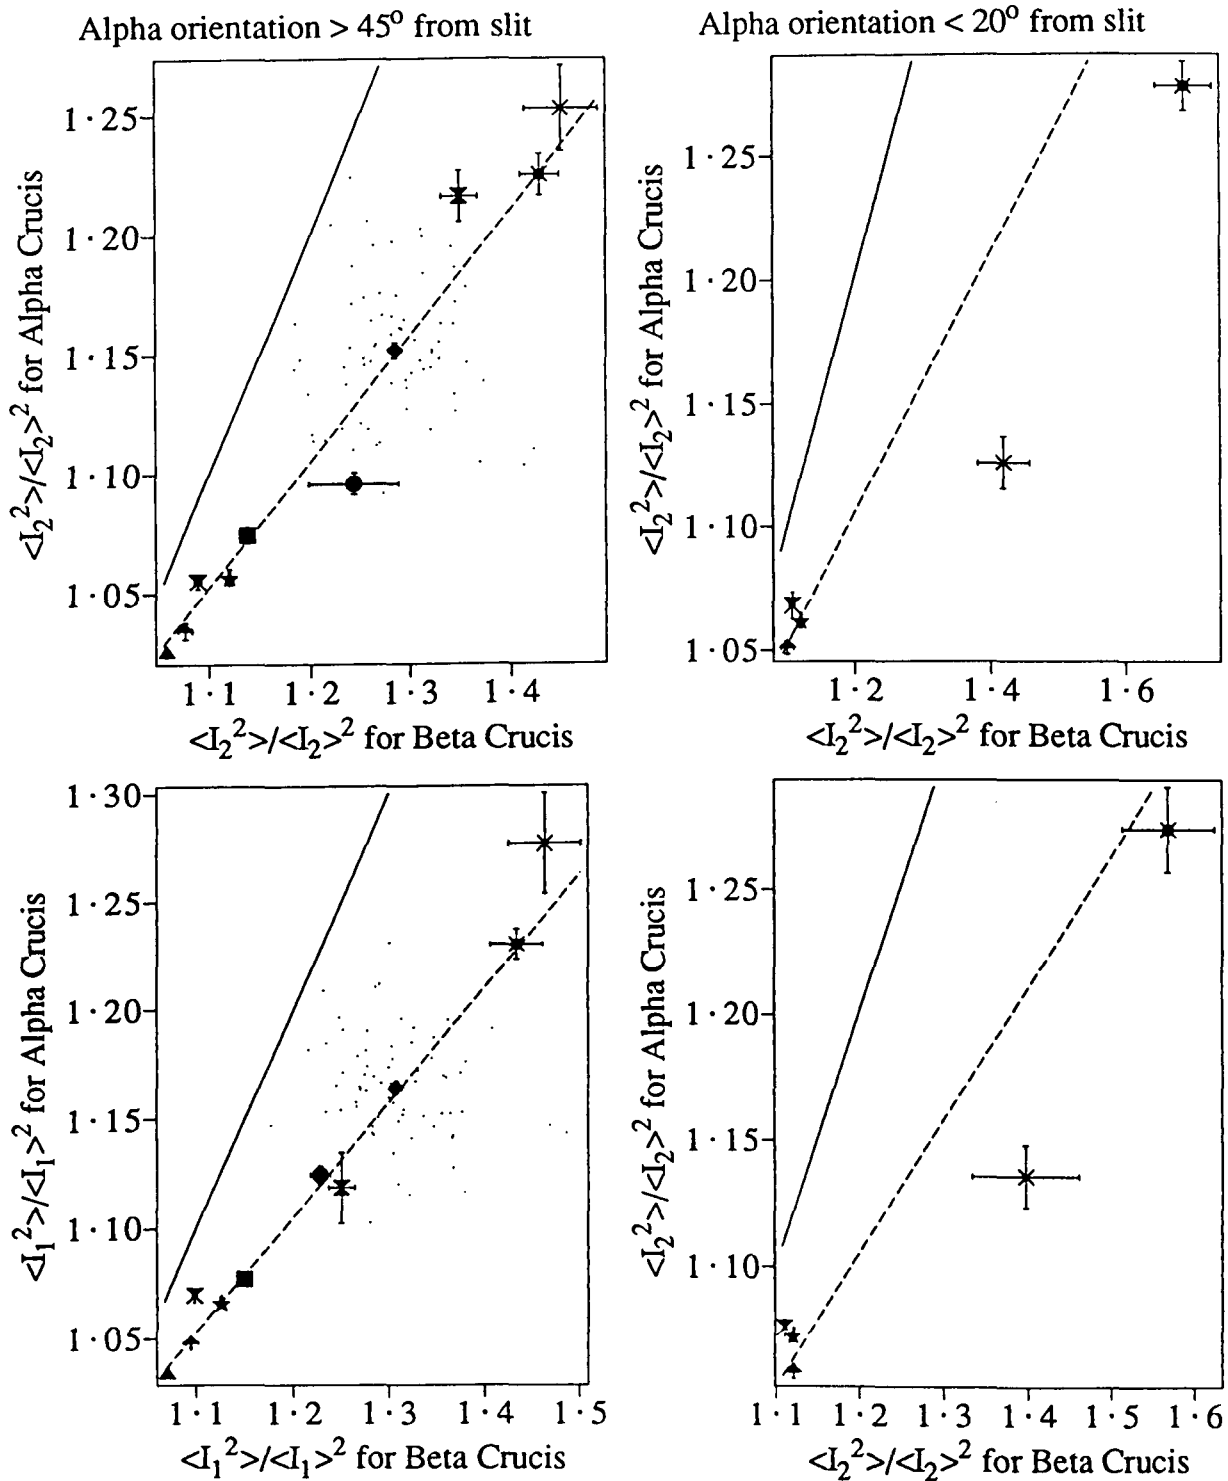 Alpha orientation > 45° from slit
Alpha orientation < 20° from slit
<I₂²>/<I₂>² for Alpha Crucis
1·25
1·20
1·15
1·10
1·05
1·1 1·2 1·3 1·4
<I₂²>/<I₂>² for Beta Crucis
<I₂²>/<I₂>² for Alpha Crucis
1·25
1·20
1·15
1·10
1·05
1·2 1·4 1·6
<I₂²>/<I₂>² for Beta Crucis
<I₁²>/<I₁>² for Alpha Crucis
1·30
1·25
1·20
1·15
1·10
1·05
1·1 1·2 1·3 1·4 1·5
<I₁²>/<I₁>² for Beta Crucis
<I₂²>/<I₂>² for Alpha Crucis
1·25
1·20
1·15
1·10
1·1 1·2 1·3 1·4 1·5 1·6
<I₂²>/<I₂>² for Beta Crucis